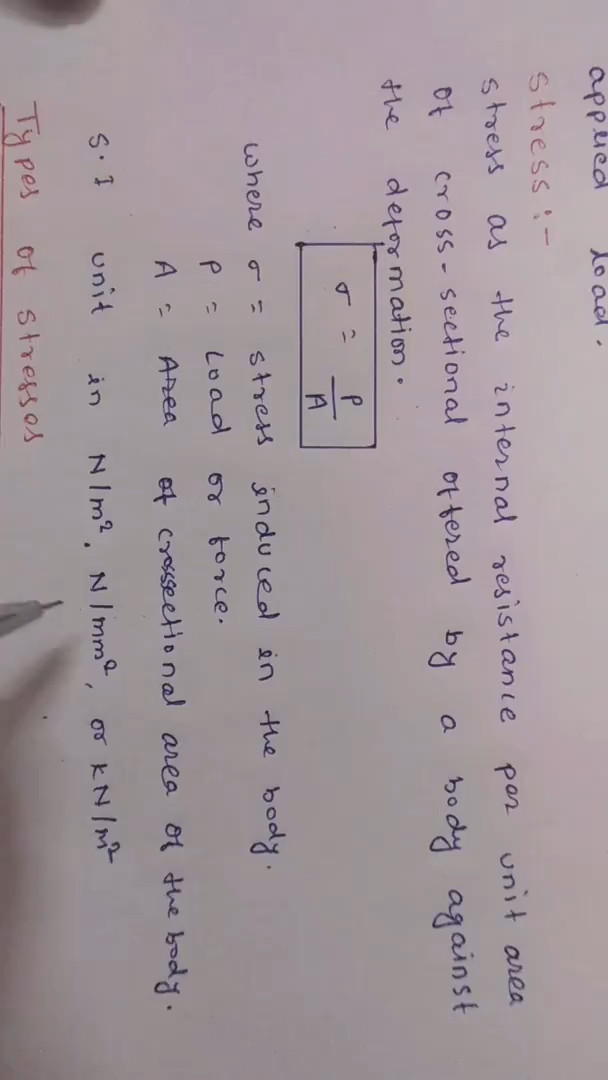 applied load.
stress :-
stress as the internal resistance par unit area
of cross-sectional offered by a body against
the deformation.
σ = P/A
where σ = stress induced in the body.
P = Load or force.
A = Area of crossectional area of the body.
S.I unit in N/m², N/mm², or kN/m²
Types of stresses